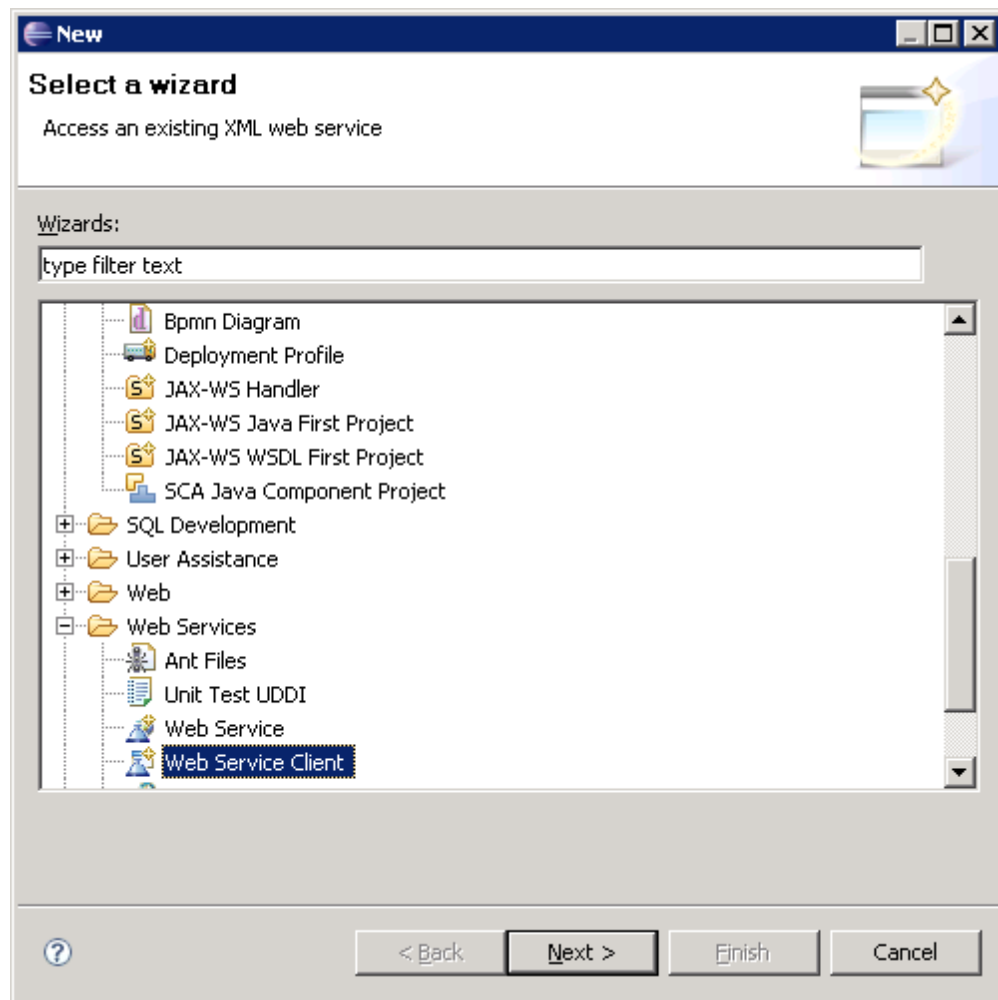 New
Select a wizard
Access an existing XML web service
Wizards:
type filter text
Bpmn Diagram
Deployment Profile
JAX-WS Handler
JAX-WS Java First Project
JAX-WS WSDL First Project
SCA Java Component Project
SQL Development
User Assistance
Web
Web Services
Ant Files
Unit Test UDDI
Web Service
Web Service Client
< Back Next > Finish Cancel